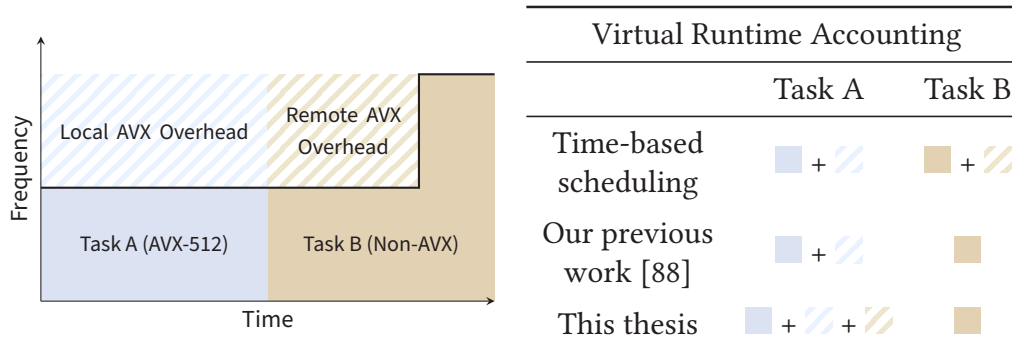 Frequency
Local AVX Overhead
Remote AVX
Overhead
Task A (AVX-512)
Task B (Non-AVX)
Time
Virtual Runtime Accounting
Task A
Task B
Time-based
scheduling
+
+
Our previous
work [88]
+
This thesis
+ +